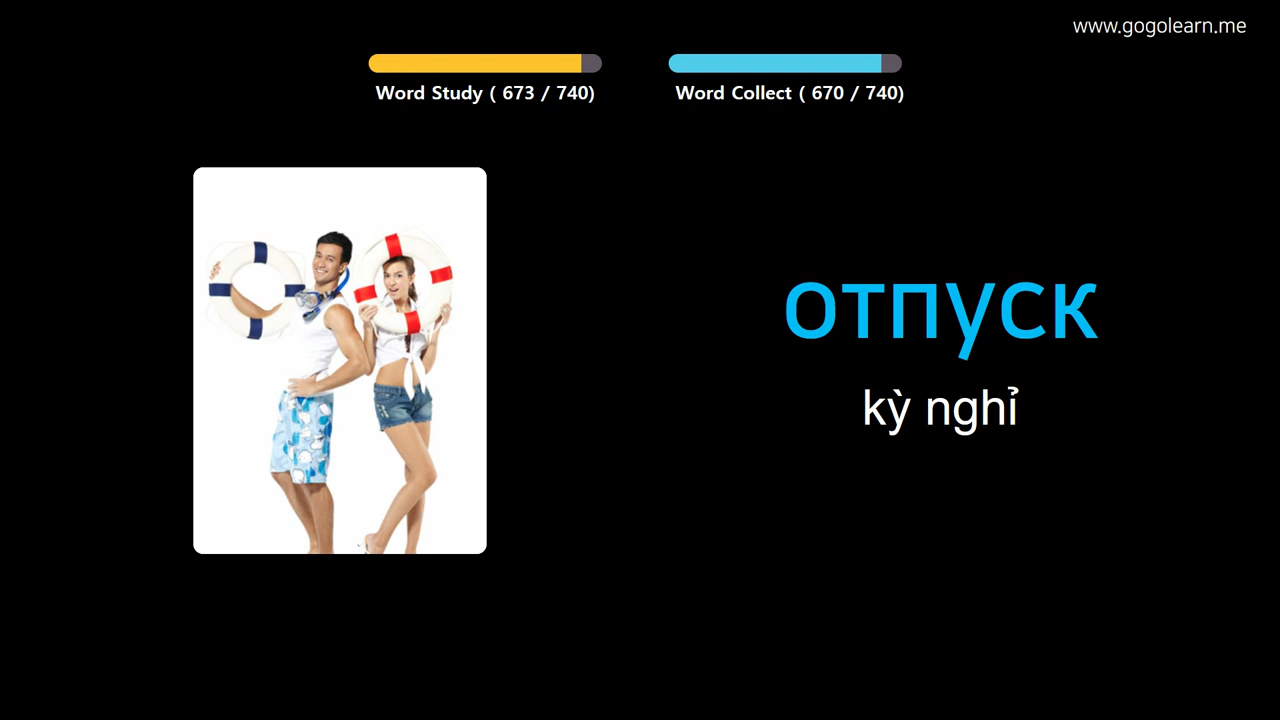 www.gogolearn.me
Word Study ( 673 / 740)
Word Collect ( 670 / 740)
отпуск
kỳ nghỉ